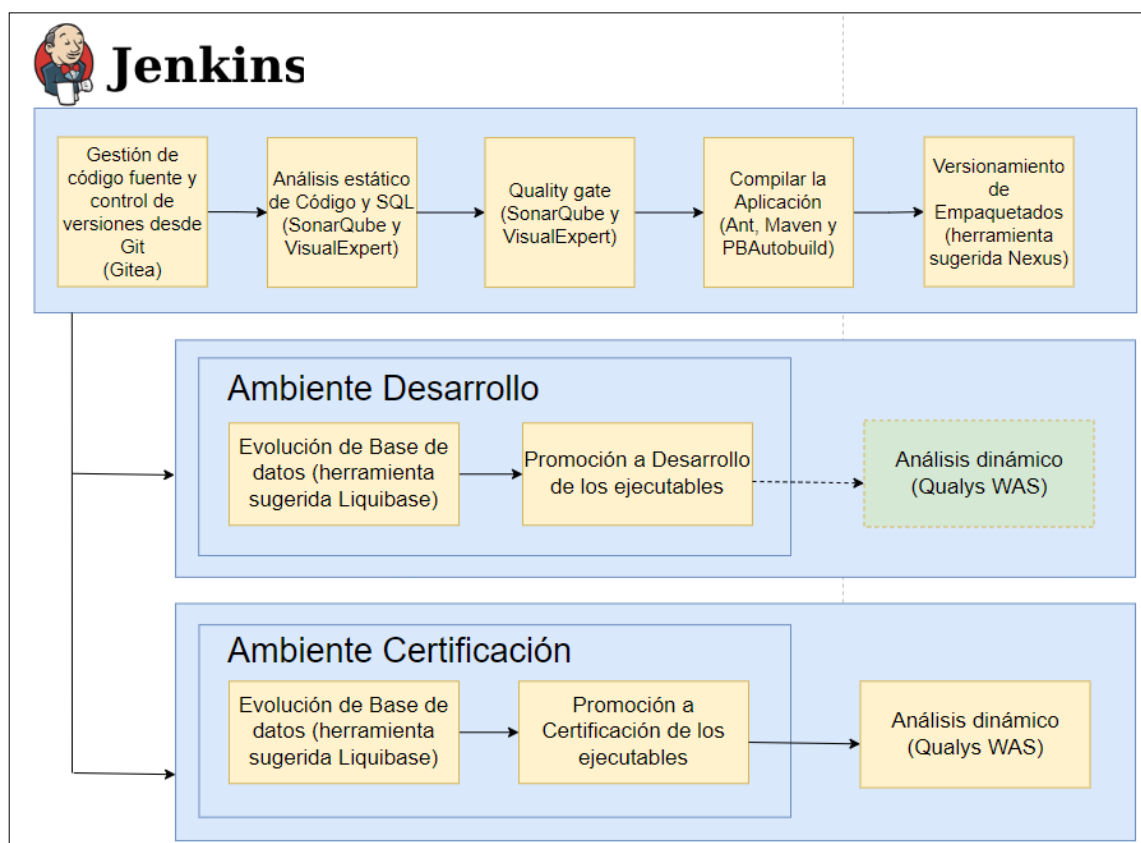 Jenkins
Gestión de
código fuente y
control de
versiones desde
Git
(Gitea)
Análisis estático
de Código y SQL
(SonarQube y
VisualExpert)
Quality gate
(SonarQube y
VisualExpert)
Compilar la
Aplicación
(Ant, Maven y
PBAutobuild)
Versionamiento
de
Empaquetados
(herramienta
sugerida Nexus)
Ambiente Desarrollo
Evolución de Base de
datos (herramienta
sugerida Liquibase)
Promoción a Desarrollo
de los ejecutables
Análisis dinámico
(Qualys WAS)
Ambiente Certificación
Evolución de Base de
datos (herramienta
sugerida Liquibase)
Promoción a
Certificación de los
ejecutables
Análisis dinámico
(Qualys WAS)